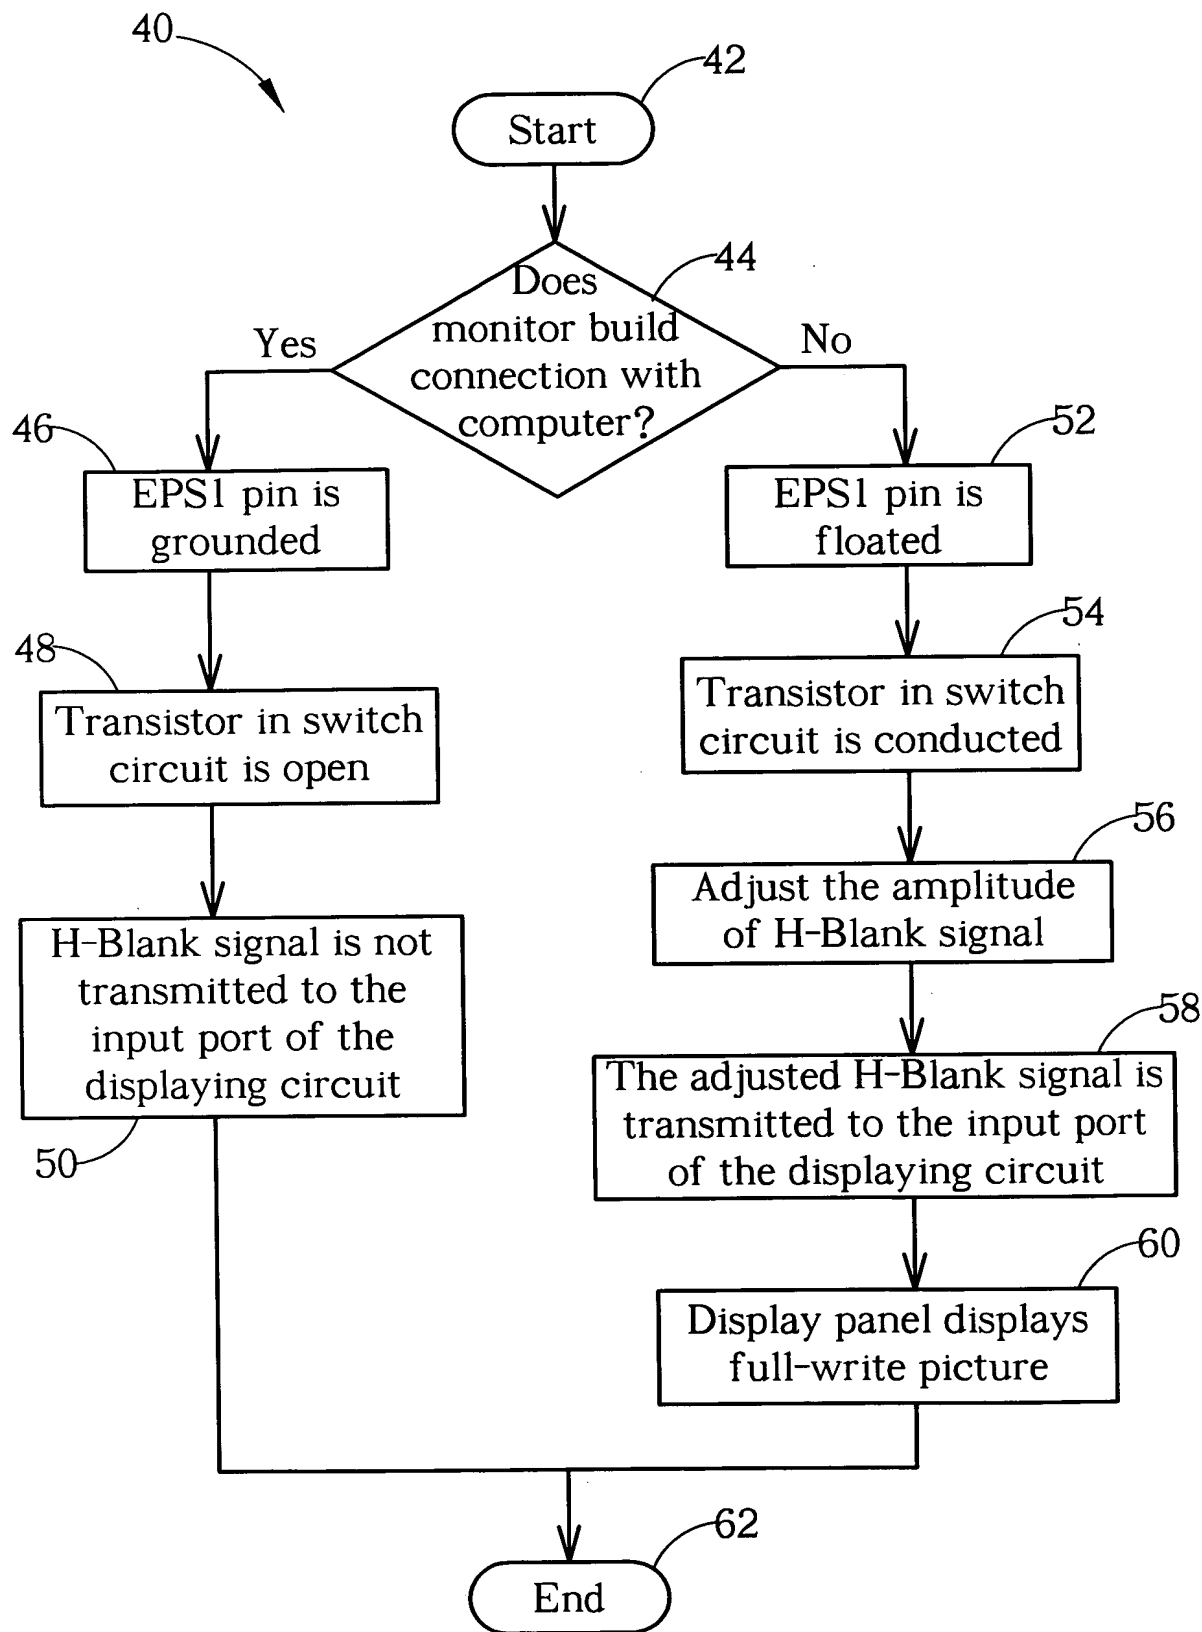 40
42
Start
44
Does
monitor build
connection with
computer?
Yes
No
46
EPS1 pin is
grounded
52
EPS1 pin is
floated
48
Transistor in switch
circuit is open
54
Transistor in switch
circuit is conducted
56
Adjust the amplitude
of H-Blank signal
H-Blank signal is not
transmitted to the
input port of the
displaying circuit
50
58
The adjusted H-Blank signal is
transmitted to the input port
of the displaying circuit
60
Display panel displays
full-write picture
62
End